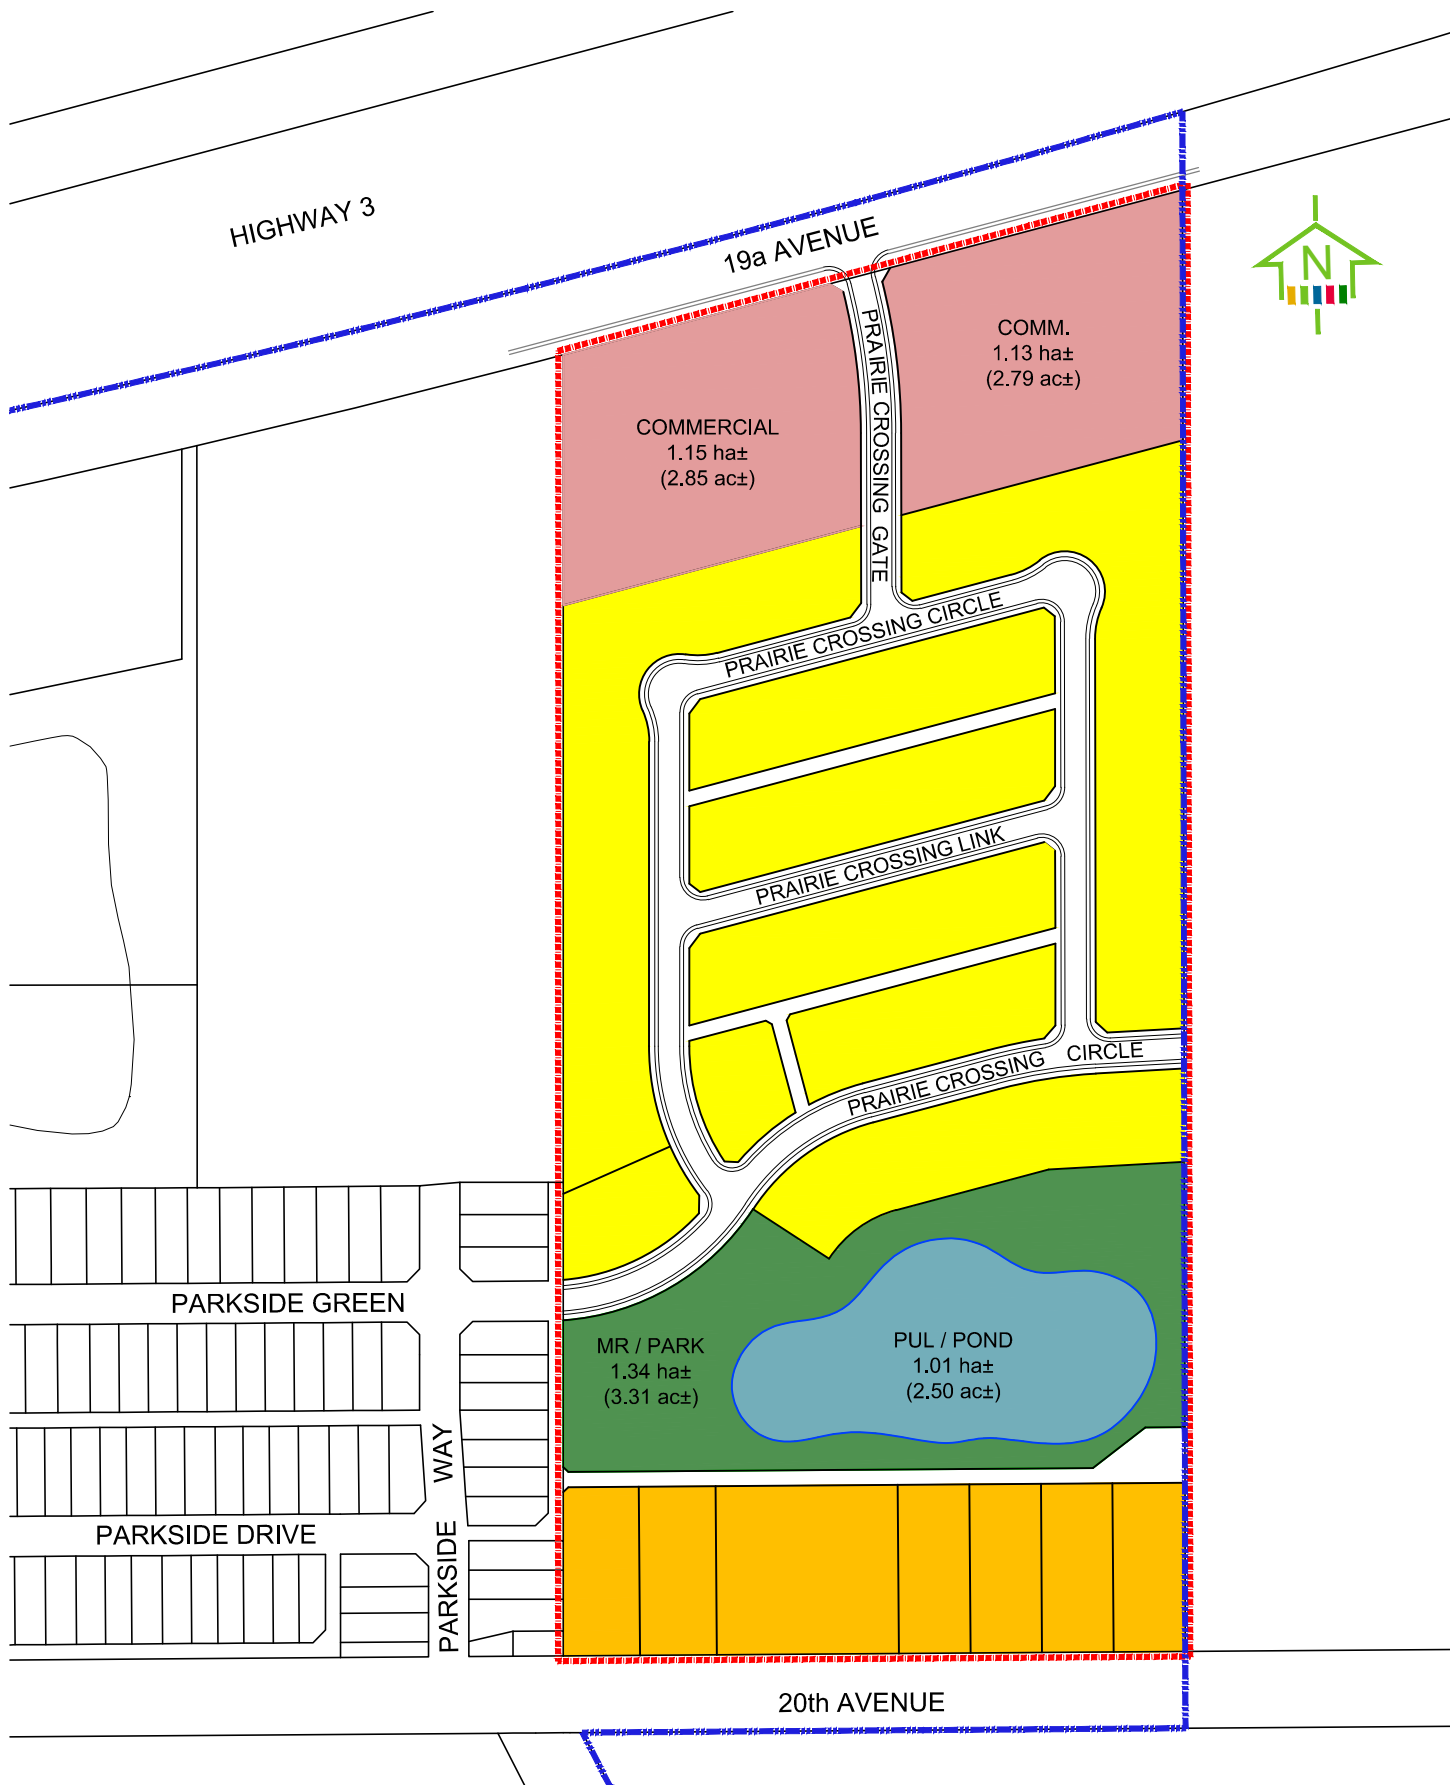 HIGHWAY 3
19a AVENUE
N
PRAIRIE CROSSING GATE
COMM.
1.13 ha±
(2.79 ac±)
COMMERCIAL
1.15 ha±
(2.85 ac±)
PRAIRIE CROSSING CIRCLE
PRAIRIE CROSSING LINK
PRAIRIE CROSSING CIRCLE
PARKSIDE GREEN
MR / PARK
1.34 ha±
(3.31 ac±)
PUL / POND
1.01 ha±
(2.50 ac±)
PARKSIDE WAY
PARKSIDE DRIVE
20th AVENUE